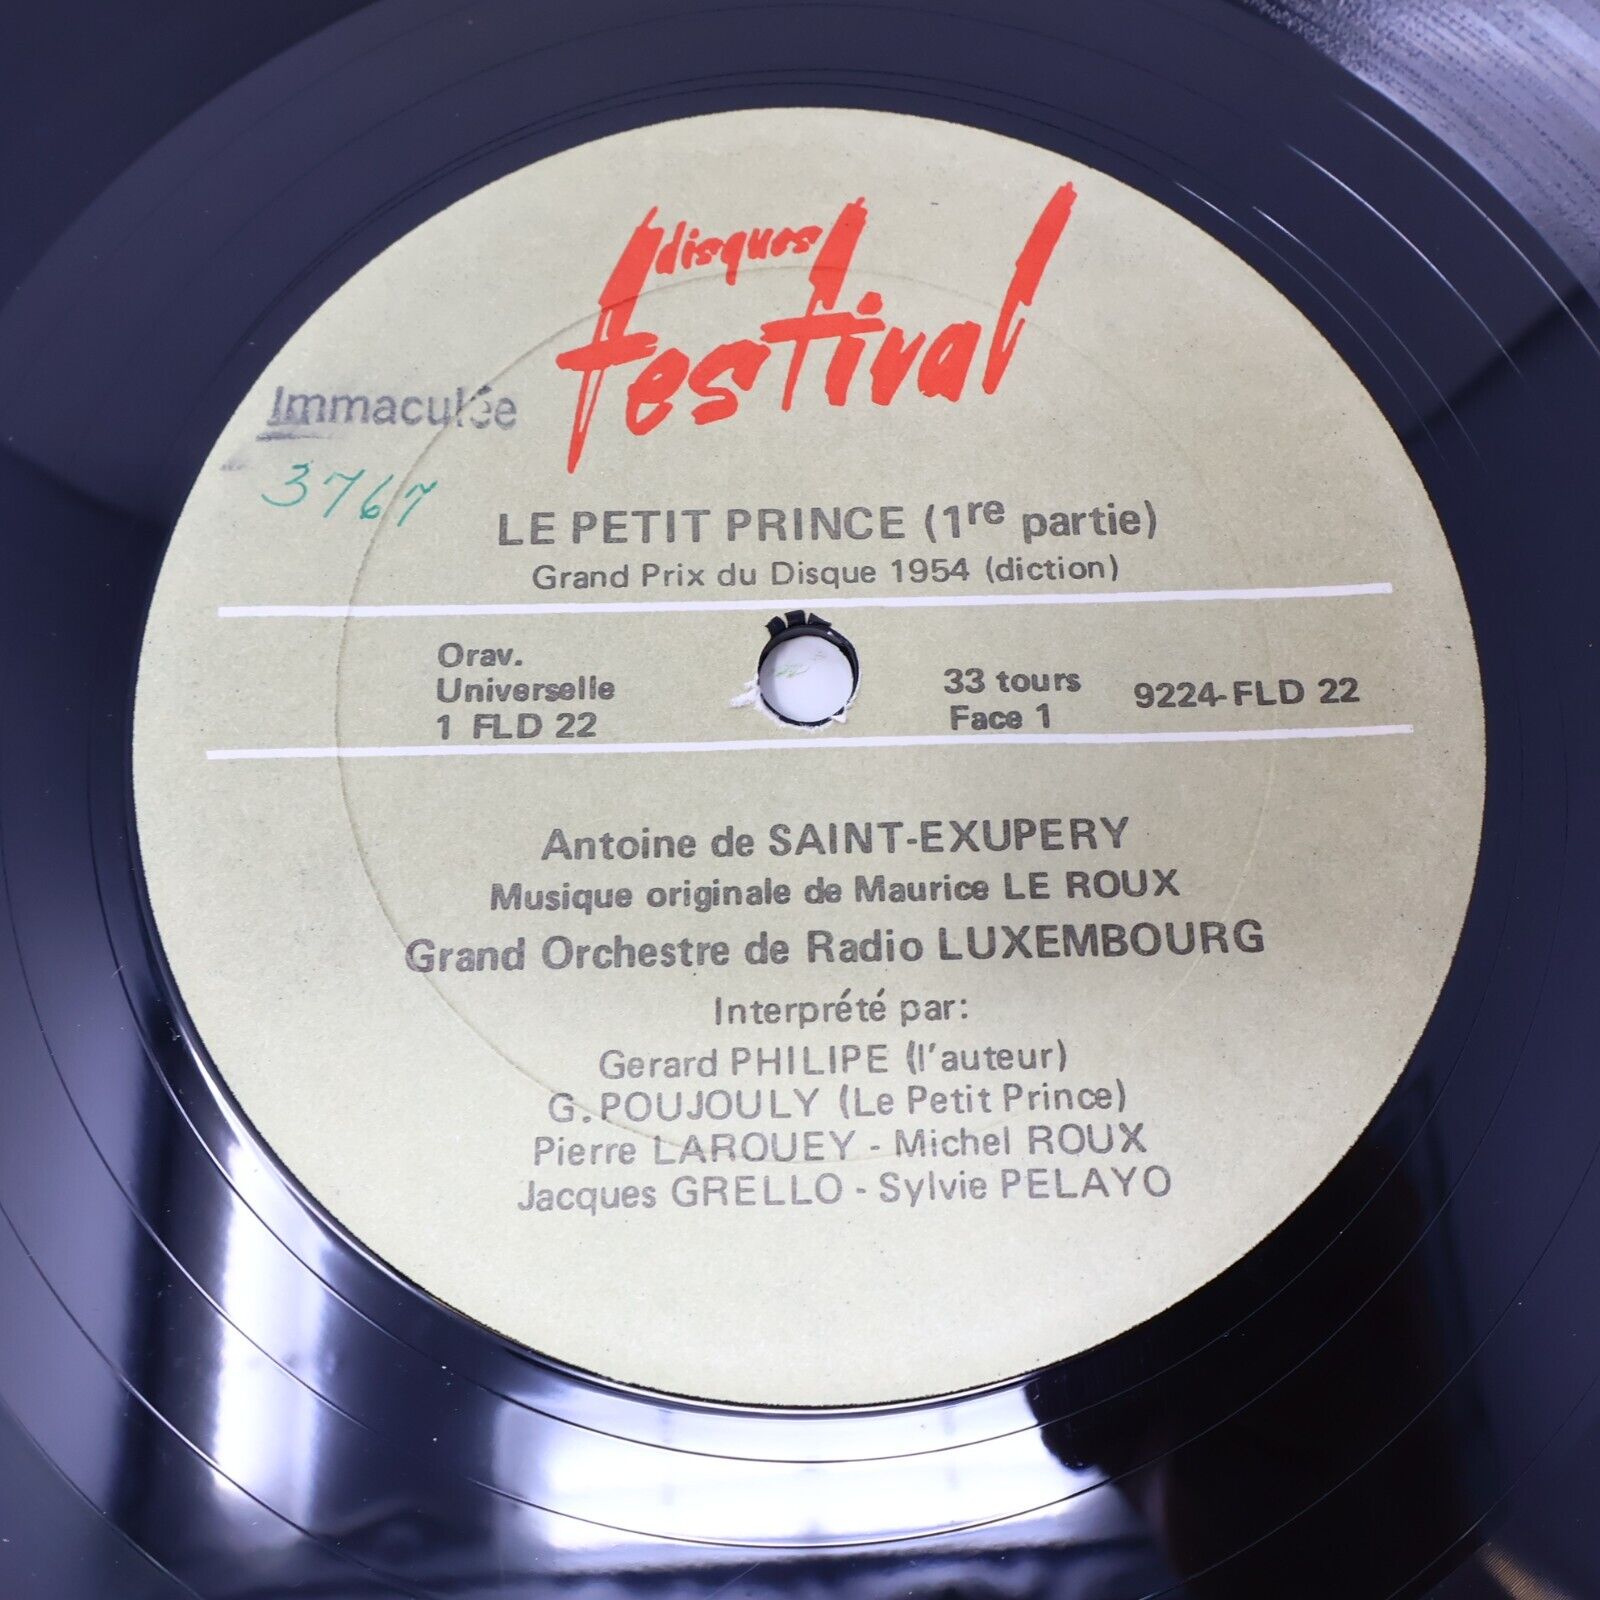 disques
festival
Immaculée
3767
LE PETIT PRINCE (1re partie)
Grand Prix du Disque 1954 (diction)
Orav.
Universelle
1 FLD 22
33 tours
Face 1
9224-FLD 22
Antoine de SAINT-EXUPERY
Musique originale de Maurice LE ROUX
Grand Orchestre de Radio LUXEMBOURG
Interprété par:
Gerard PHILIPE (l'auteur)
G. POUJOULY (Le Petit Prince)
Pierre LAROUEY - Michel ROUX
Jacques GRELLO - Sylvie PELAYO